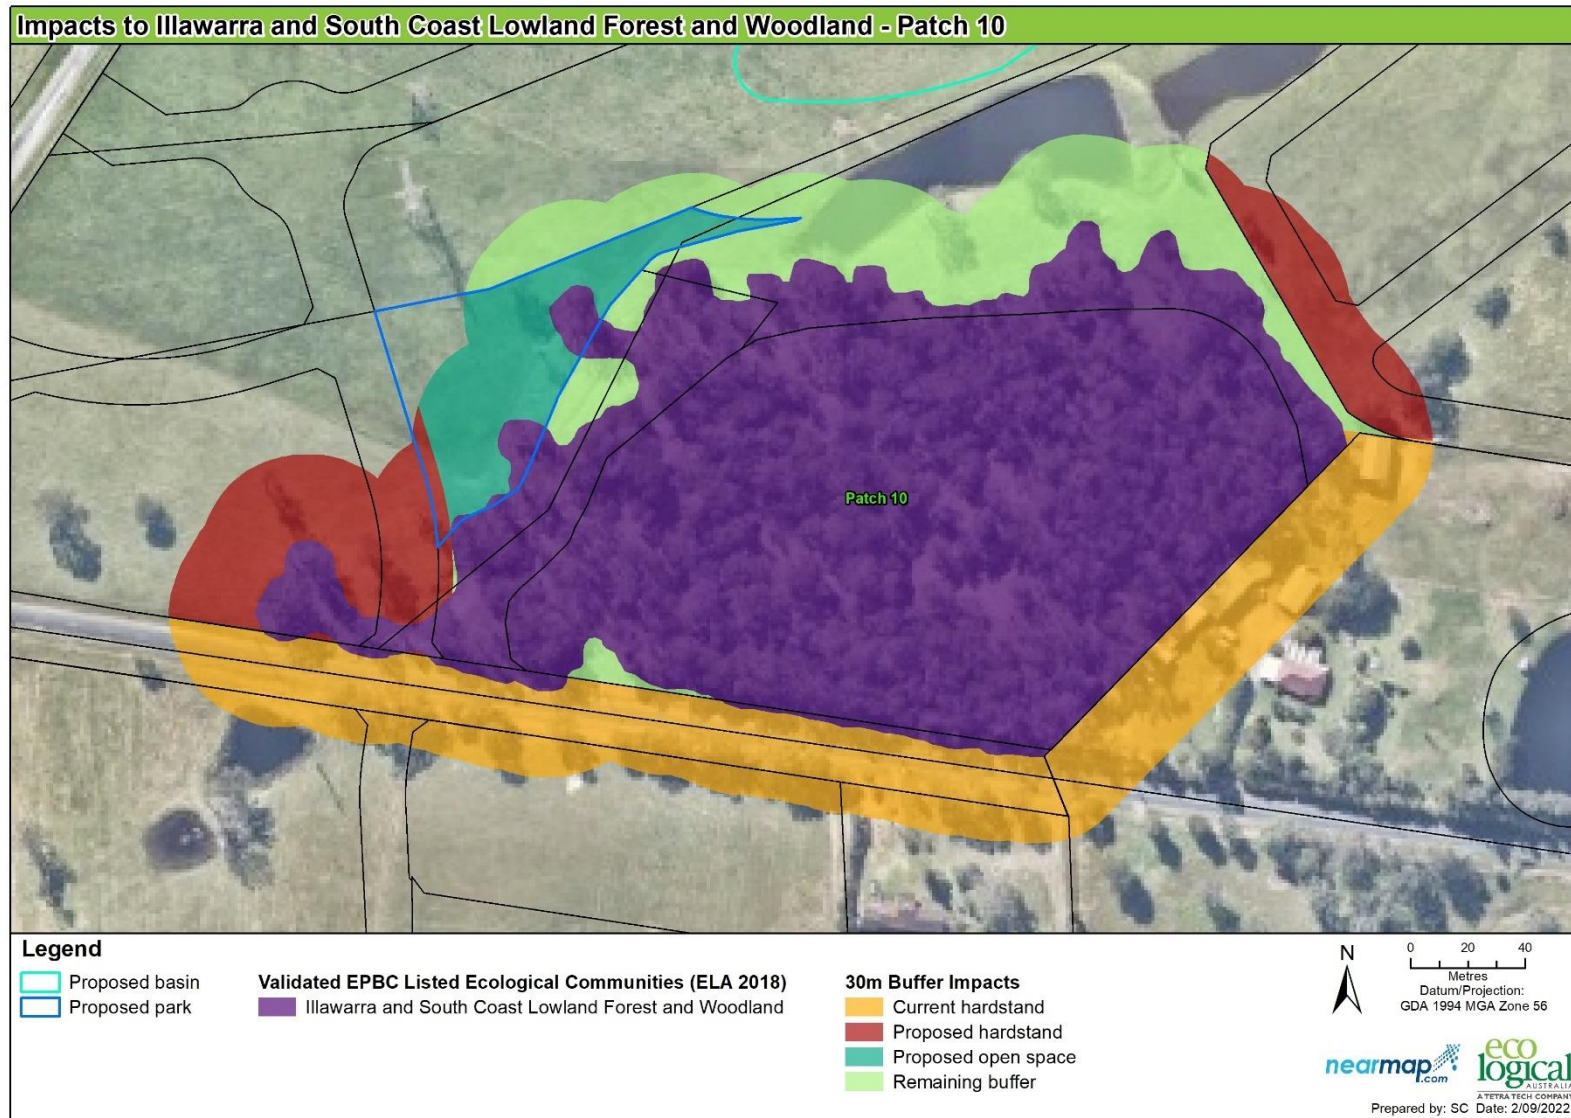 Impacts to Illawarra and South Coast Lowland Forest and Woodland - Patch 10
Patch 10
Legend
Proposed basin
Proposed park
Validated EPBC Listed Ecological Communities (ELA 2018)
Illawarra and South Coast Lowland Forest and Woodland
30m Buffer Impacts
Current hardstand
Proposed hardstand
Proposed open space
Remaining buffer
N
0 20 40
Metres
Datum/Projection:
GDA 1994 MGA Zone 56
nearmap
.com
eco
logical
AUSTRALIA
A TETRA TECH COMPANY
Prepared by: SC Date: 2/09/2022